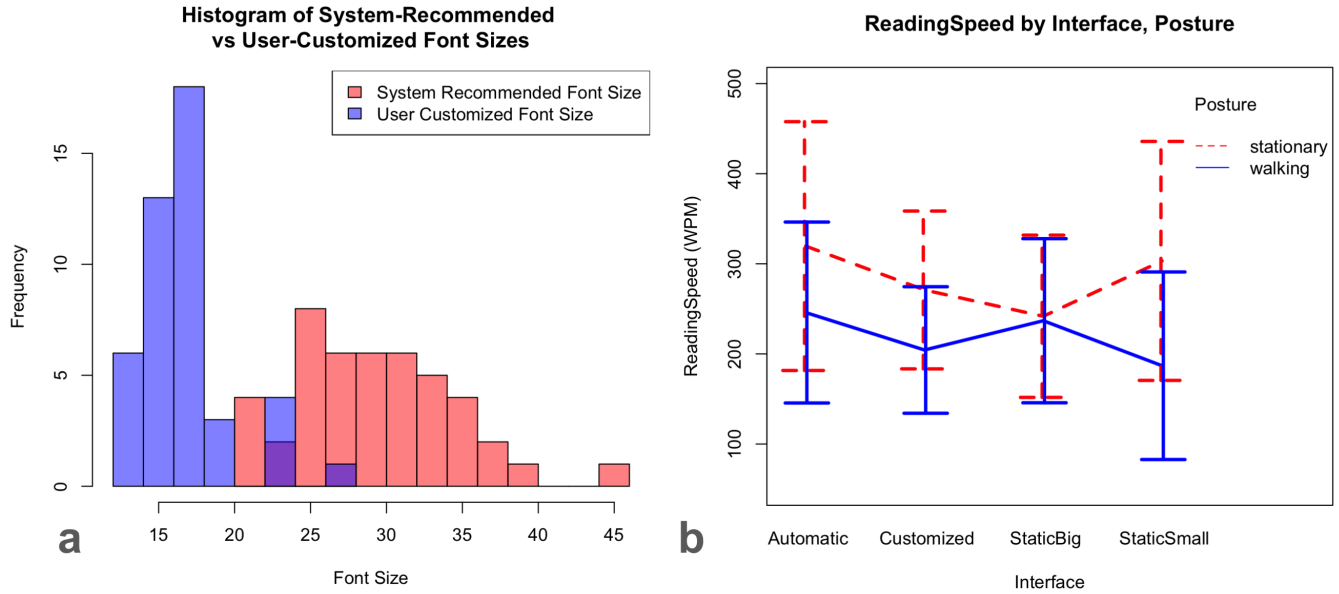 Histogram of System-Recommended
vs User-Customized Font Sizes
System Recommended Font Size
User Customized Font Size
Frequency
15
10
5
0
15 20 25 30 35 40 45
Font Size
a
ReadingSpeed by Interface, Posture
Posture
stationary
walking
ReadingSpeed (WPM)
500
400
300
200
100
Automatic Customized StaticBig StaticSmall
Interface
b